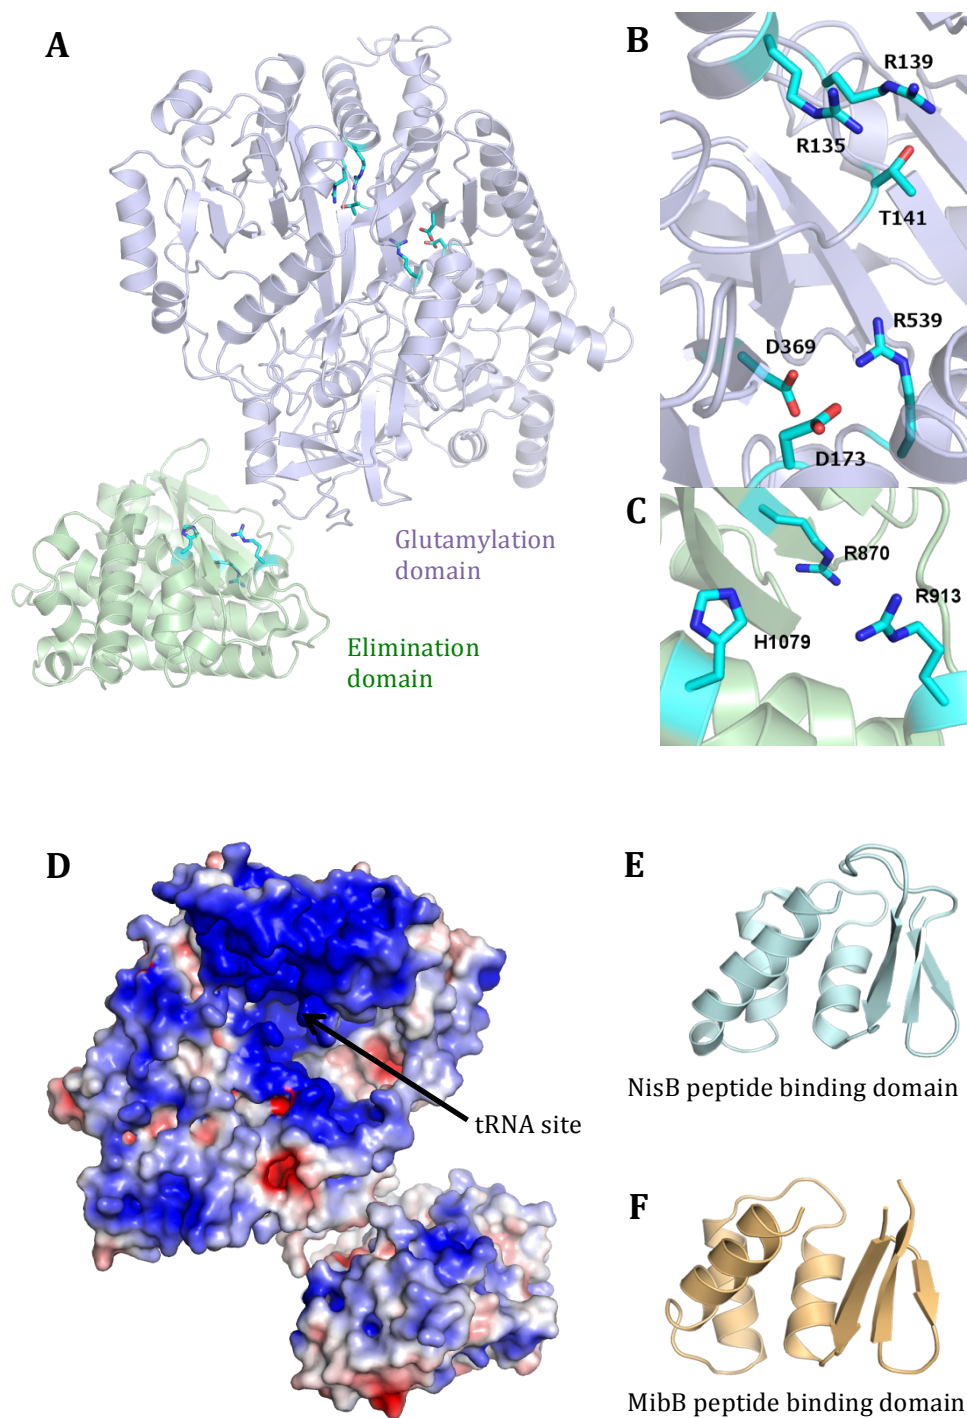 A
B
R139
R135
T141
R539
D369
D173
C
R870
R913
H1079
Glutamylation
domain
Elimination
domain
D
tRNA site
E
NisB peptide binding domain
F
MibB peptide binding domain